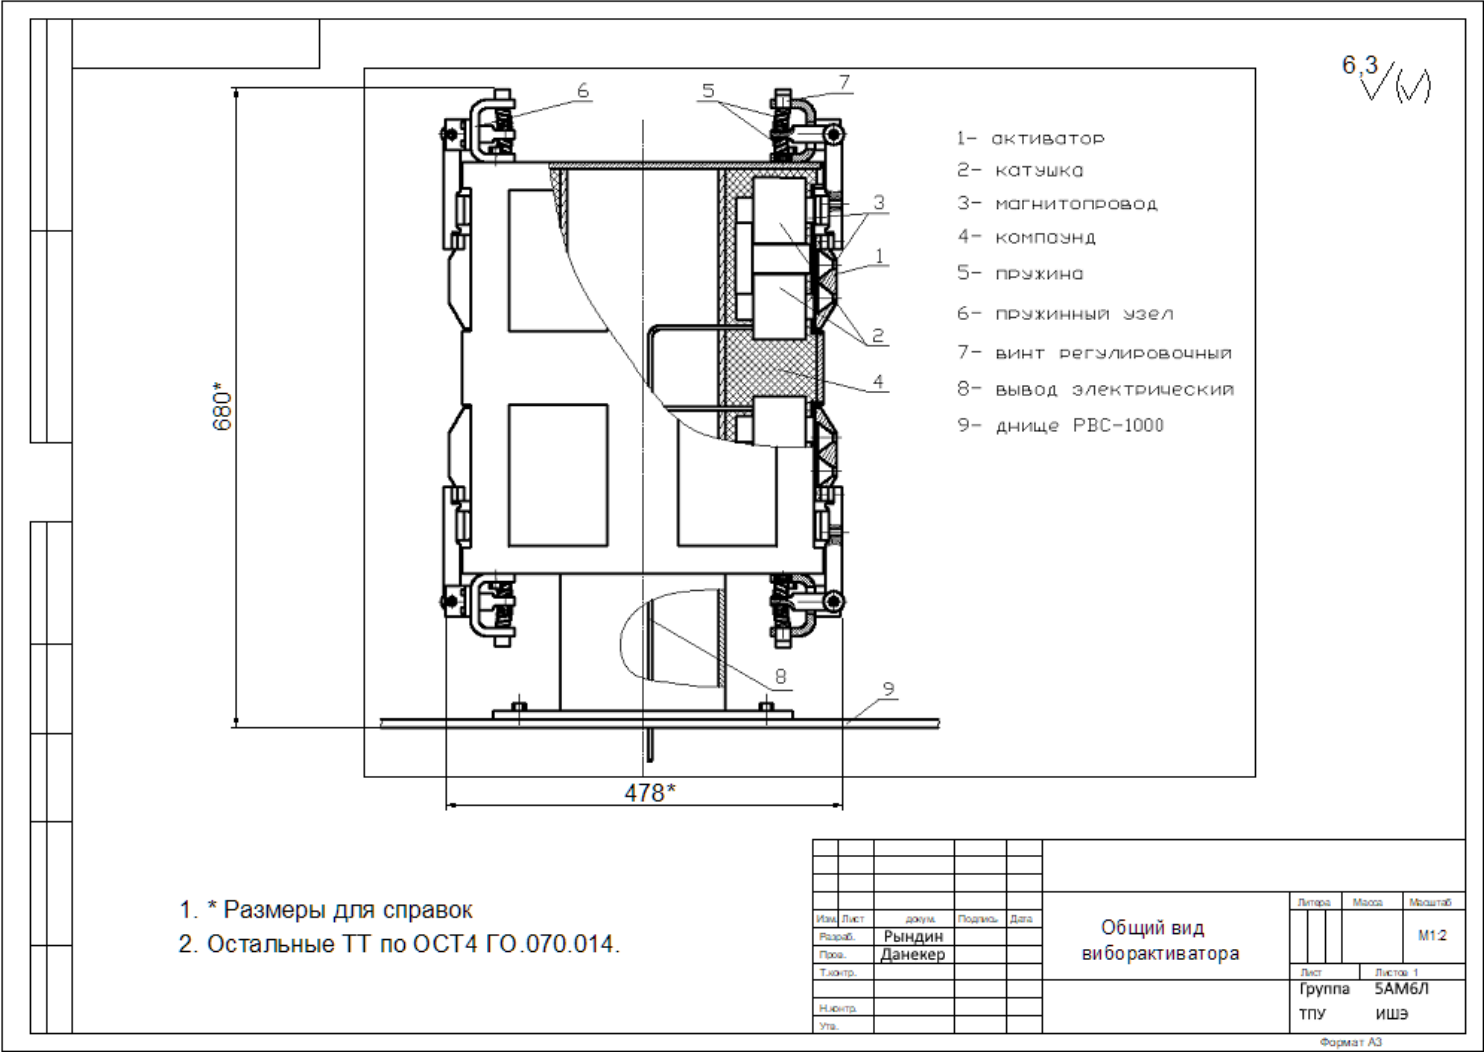 6,3
7
6
5
1- активатор
2- катушка
3- магнитопровод
4- компаунд
5- пружина
6- пружинный узел
7- винт регулировочный
8- вывод электрический
9- днище РВС-1000
3
1
2
4
680*
8
9
478*
1. * Размеры для справок
2. Остальные ТТ по ОСТ4 ГО.070.014.
Изм. Лист докум. Подпись Дата
Разраб. Рындин
Пров. Данекер
Т.контр.
Н.контр.
Утв.
Общий вид
виброактиватора
Литера Масса Масштаб
М1:2
Лист Листов 1
Группа 5АМ6Л
ТПУ ИШЭ
Формат А3